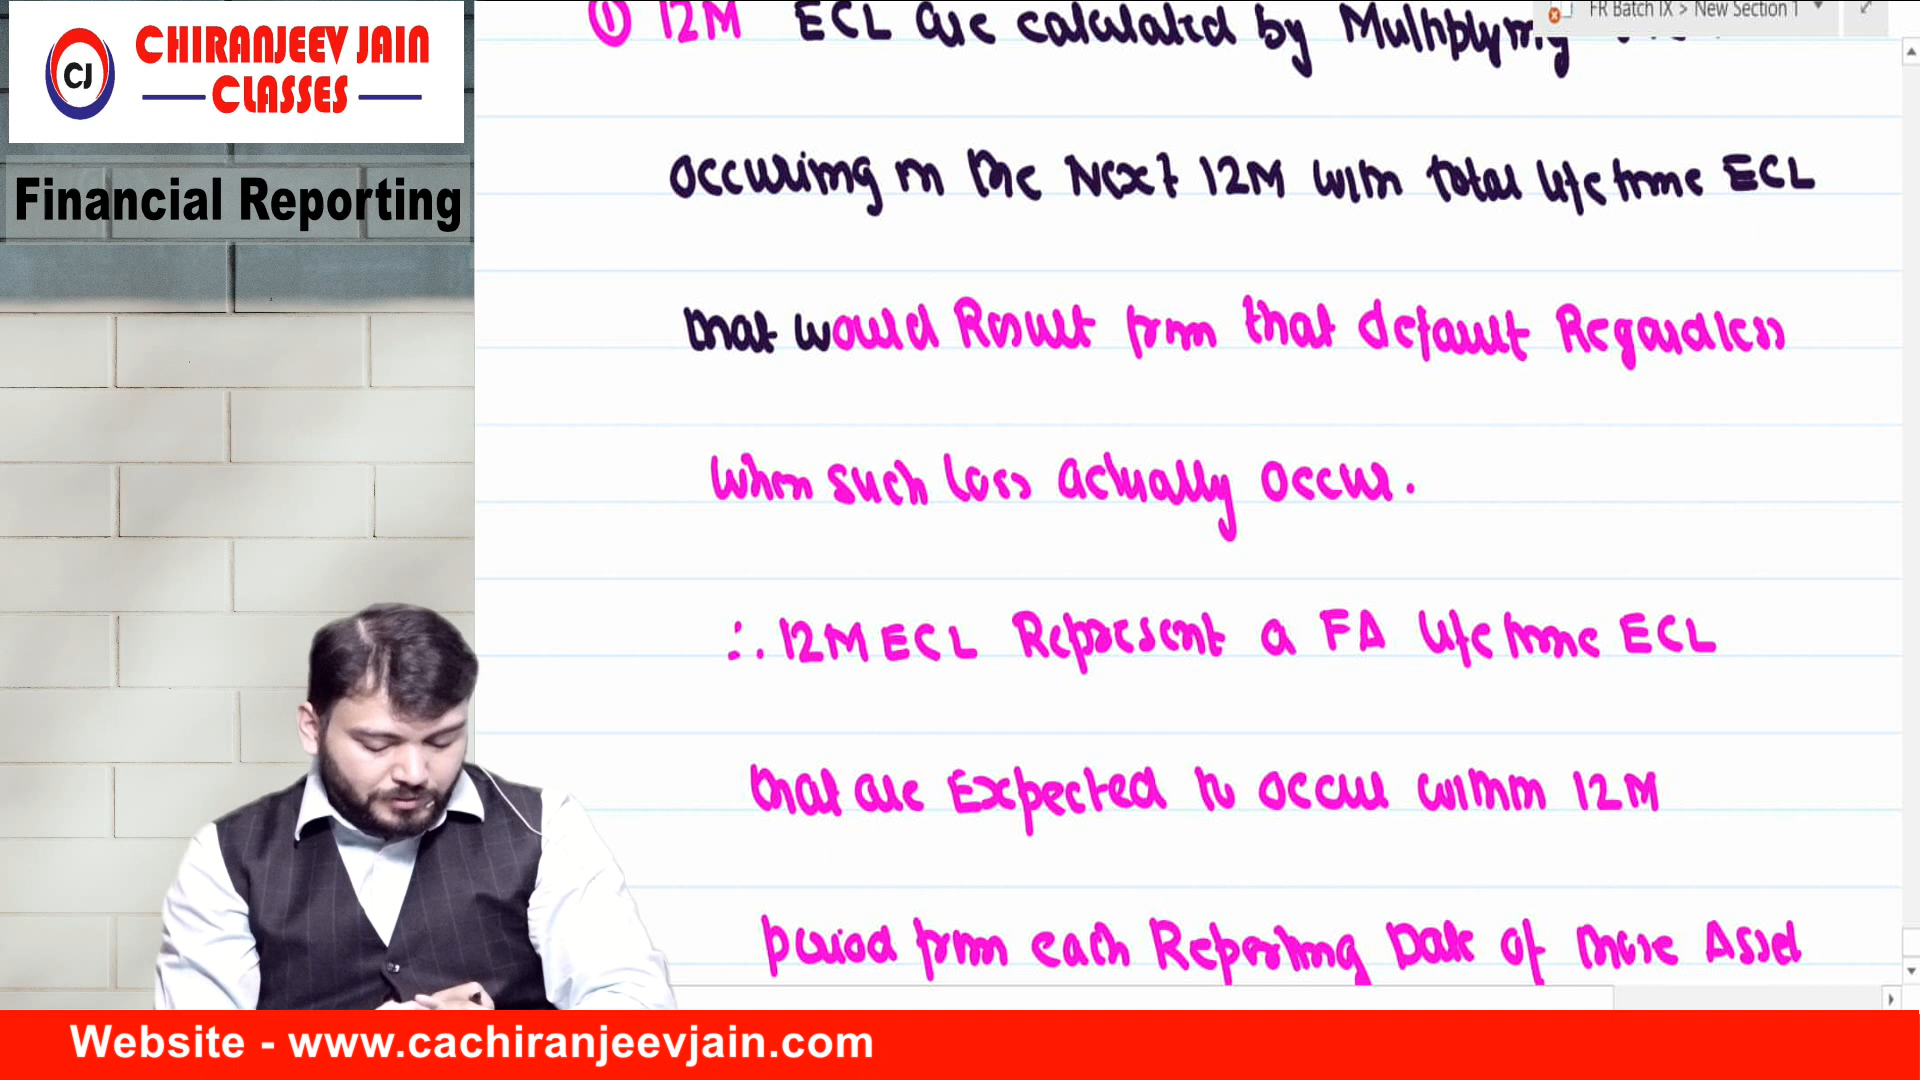 CHIRANJEEV JAIN
CLASSES
CJ
Financial Reporting
FR Batch IX > New Section 1
① 12M ECL are calculated by Multiplying
occuring in the Next 12M with total lifetime ECL
that would Result from that default Regardless
when such loss actually occur.
∴ 12M ECL Represent a FA lifetime ECL
that are Expected to occur within 12M
period from each Reporting Date of those Asset
Website - www.cachiranjeevjain.com